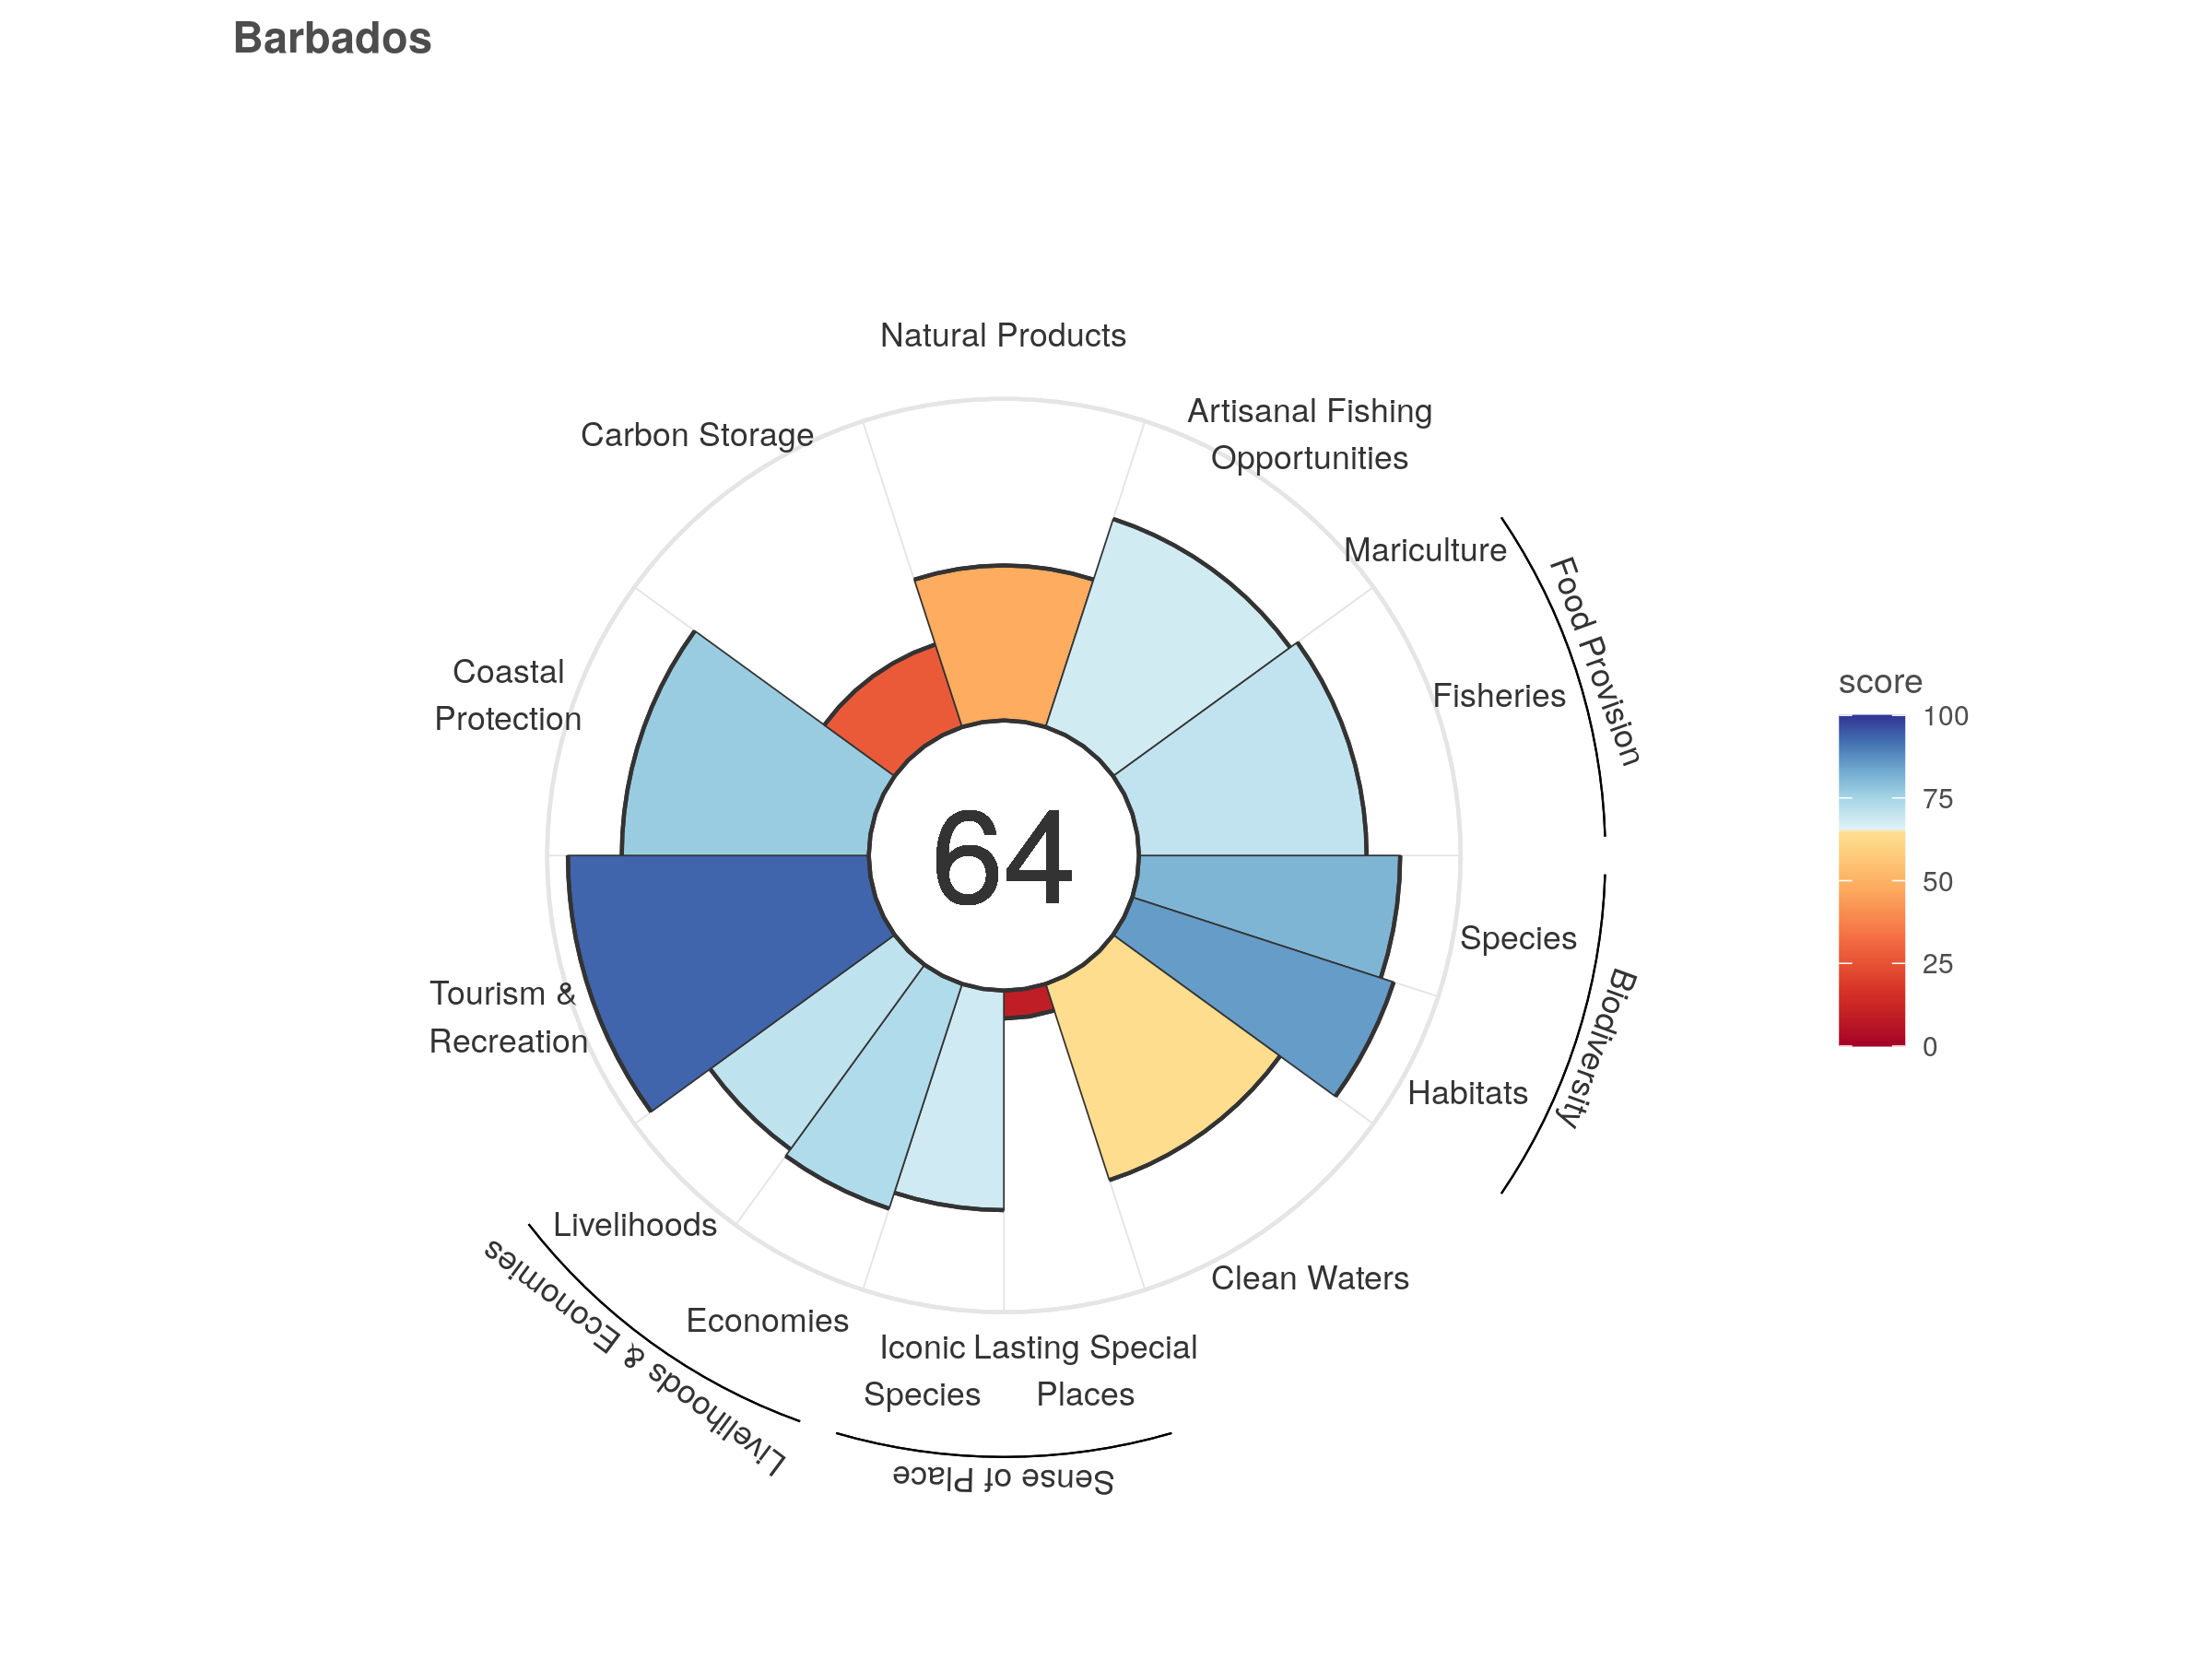 Barbados
Natural Products
Artisanal Fishing
Opportunities
Carbon Storage
Mariculture
Food Provision
Coastal
Protection
Fisheries
score
100
75
50
25
0
64
Species
Biodiversity
Tourism &
Recreation
Habitats
Livelihoods
Clean Waters
Economies
Livelihoods & Economies
Iconic
Species
Lasting Special
Places
Sense of Place